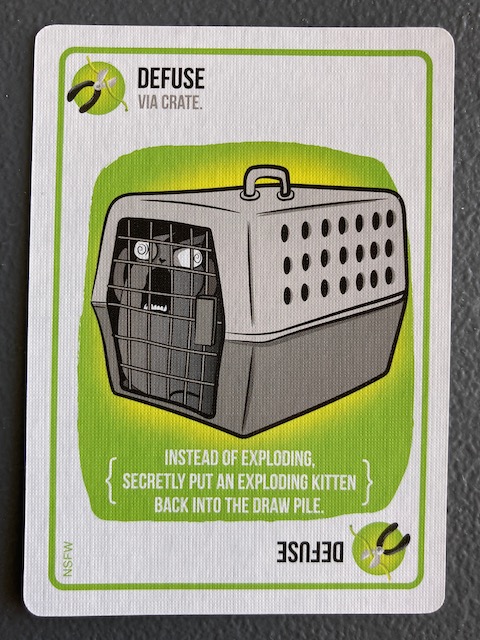 DEFUSE
VIA CRATE.
INSTEAD OF EXPLODING,
SECRETLY PUT AN EXPLODING KITTEN
BACK INTO THE DRAW PILE.
NSFW
DEFUSE